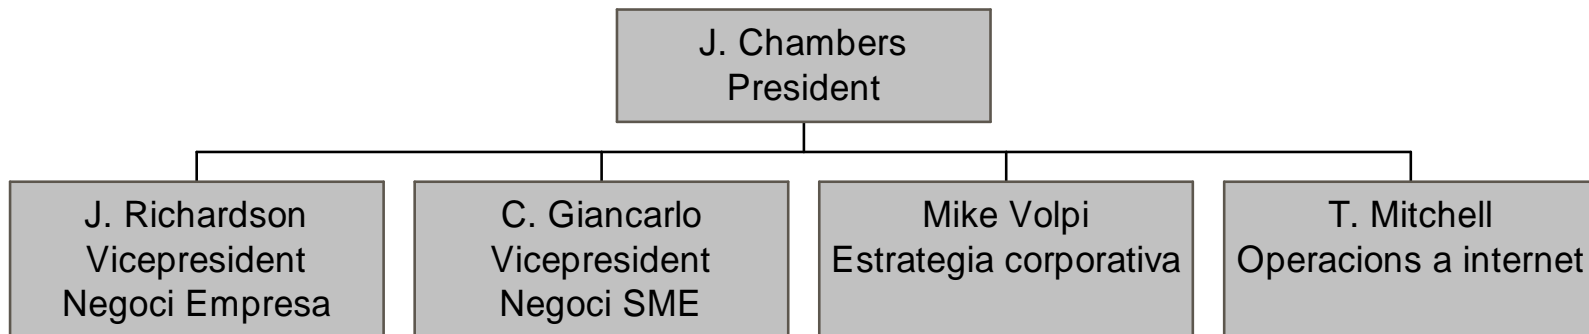 J. Chambers
President
J. Richardson
Vicepresident
Negoci Empresa
C. Giancarlo
Vicepresident
Negoci SME
Mike Volpi
Estrategia corporativa
T. Mitchell
Operacions a internet